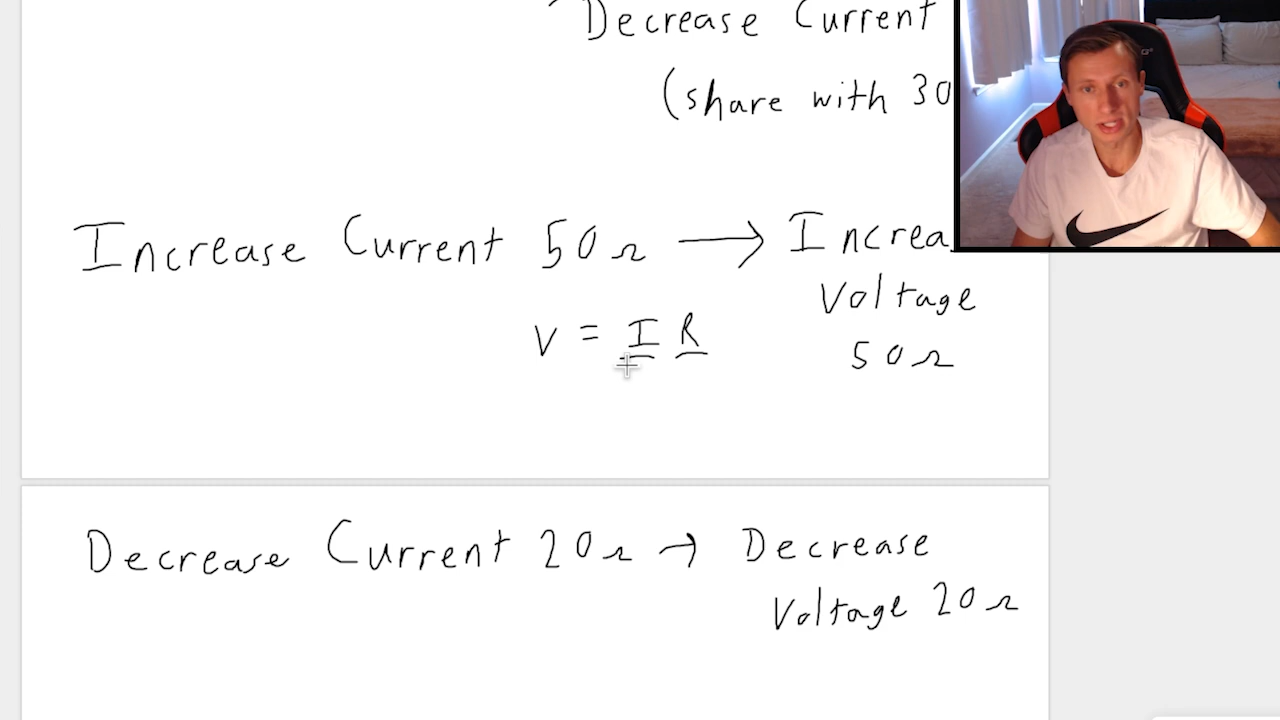 Decrease Current
(share with 30
Increase Current 50Ω → Increa
Voltage
50Ω
V = I R
Decrease Current 20Ω → Decrease
Voltage 20Ω